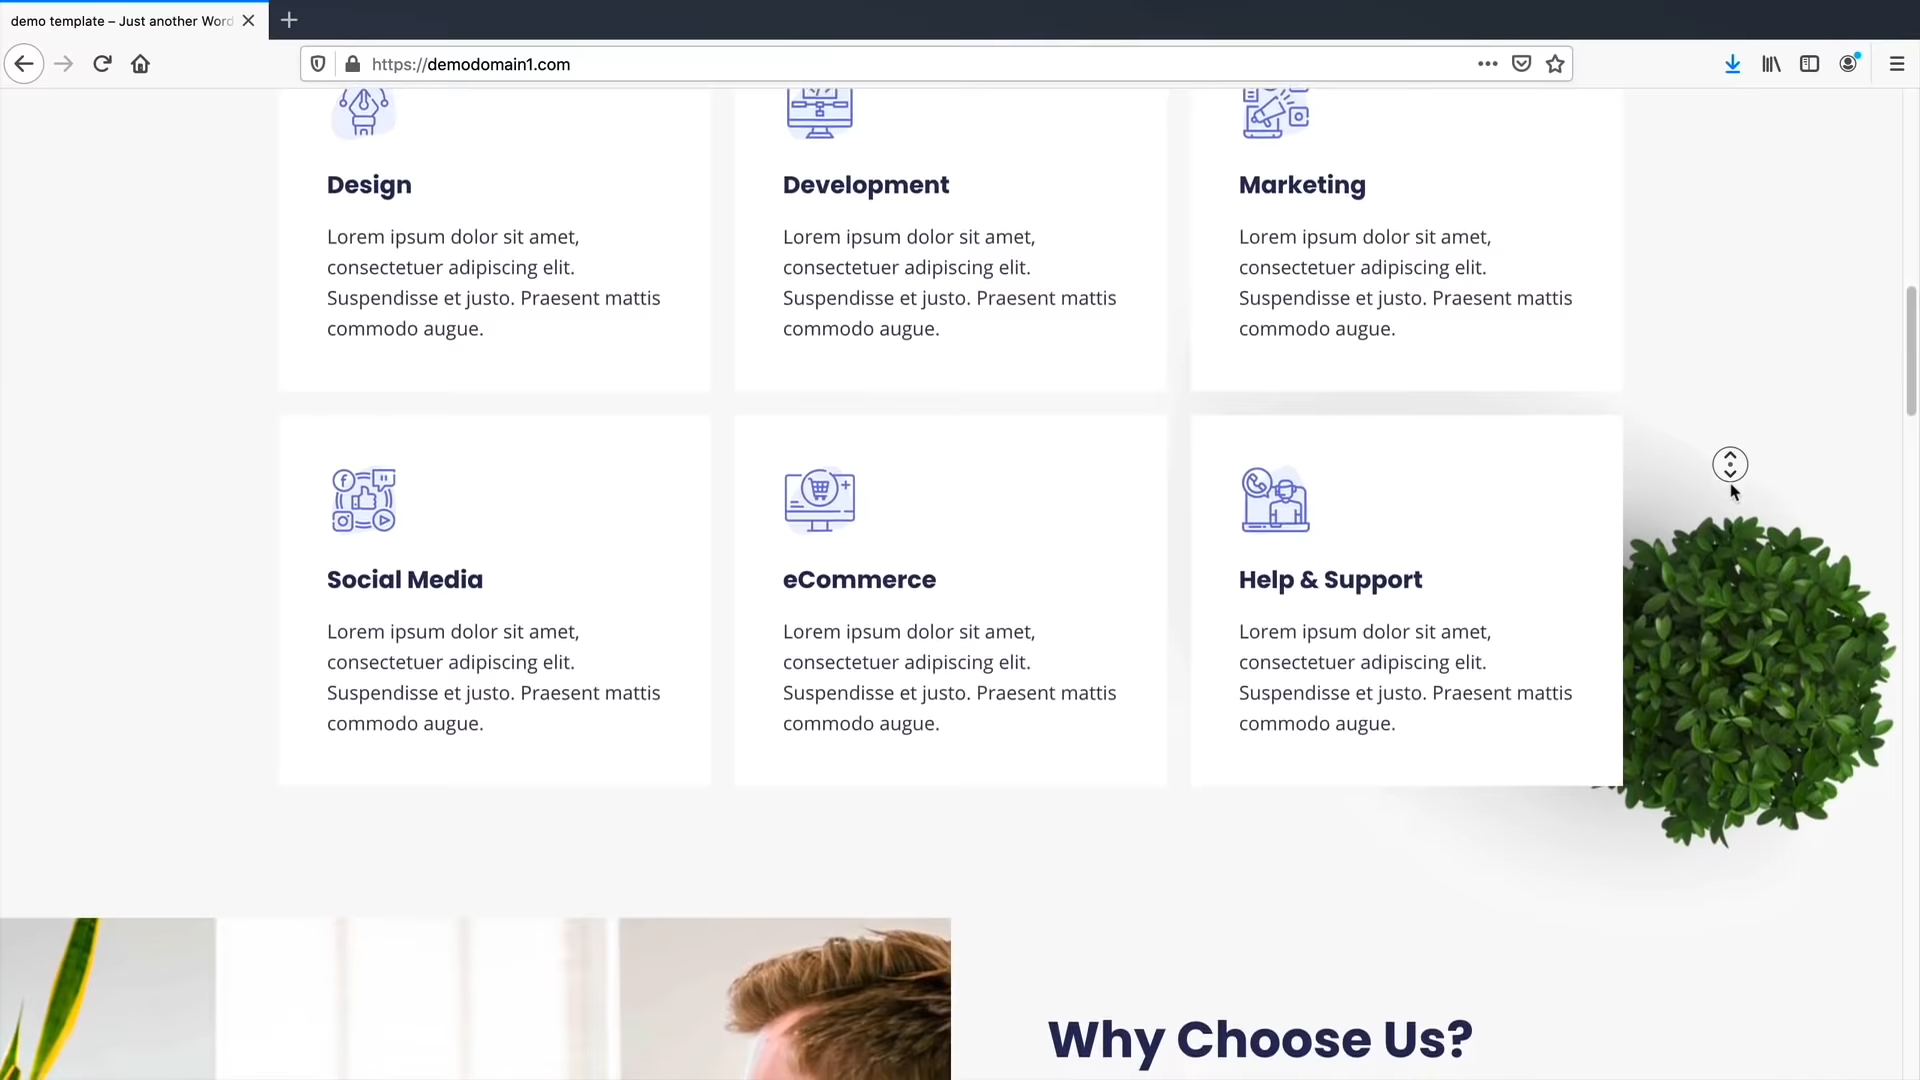 demo template – Just another Word
https://demodomain1.com
Design
Lorem ipsum dolor sit amet,
consectetuer adipiscing elit.
Suspendisse et justo. Praesent mattis
commodo augue.
Development
Lorem ipsum dolor sit amet,
consectetuer adipiscing elit.
Suspendisse et justo. Praesent mattis
commodo augue.
Marketing
Lorem ipsum dolor sit amet,
consectetuer adipiscing elit.
Suspendisse et justo. Praesent mattis
commodo augue.
Social Media
Lorem ipsum dolor sit amet,
consectetuer adipiscing elit.
Suspendisse et justo. Praesent mattis
commodo augue.
eCommerce
Lorem ipsum dolor sit amet,
consectetuer adipiscing elit.
Suspendisse et justo. Praesent mattis
commodo augue.
Help & Support
Lorem ipsum dolor sit amet,
consectetuer adipiscing elit.
Suspendisse et justo. Praesent mattis
commodo augue.
Why Choose Us?